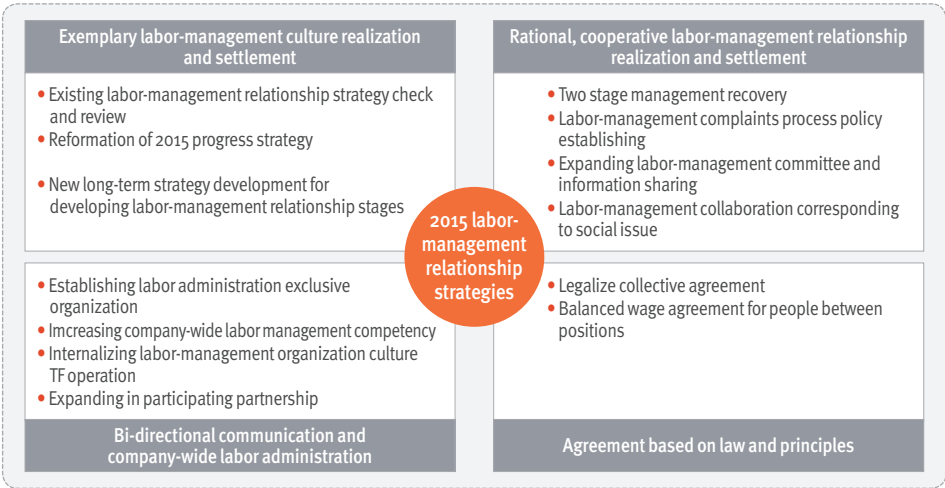 Exemplary labor-management culture realization
and settlement
• Existing labor-management relationship strategy check
and review
• Reformation of 2015 progress strategy
• New long-term strategy development for
developing labor-management relationship stages
Rational, cooperative labor-management relationship
realization and settlement
• Two stage management recovery
• Labor-management complaints process policy
establishing
• Expanding labor-management committee and
information sharing
• Labor-management collaboration corresponding
to social issue
2015 labor-
management
relationship
strategies
• Establishing labor administration exclusive
organization
• Increasing company-wide labor management competency
• Internalizing labor-management organization culture
TF operation
• Expanding in participating partnership
Bi-directional communication and
company-wide labor administration
• Legalize collective agreement
• Balanced wage agreement for people between
positions
Agreement based on law and principles